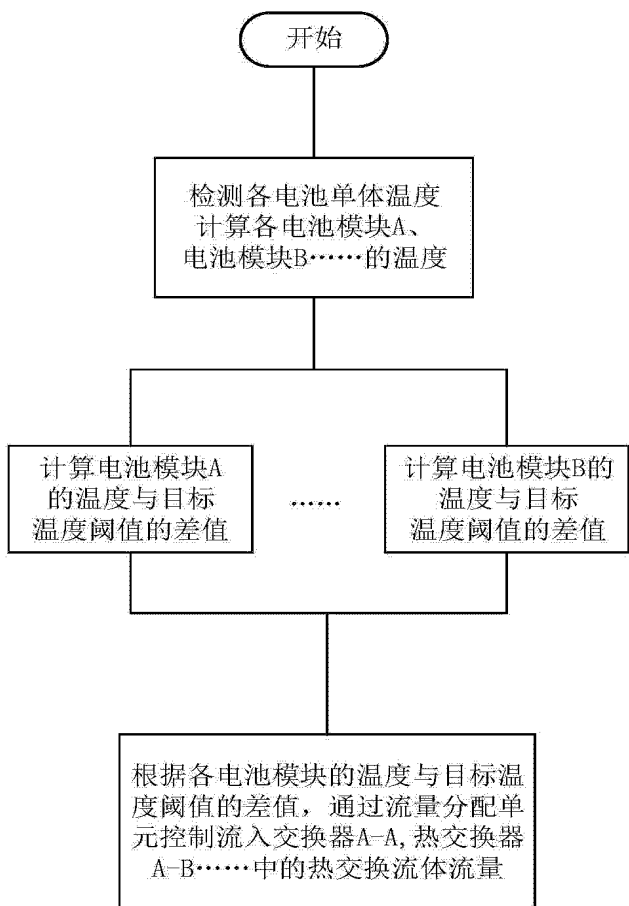 开始
检测各电池单体温度
计算各电池模块A、
电池模块B……的温度
计算电池模块A
的温度与目标
温度阈值的差值
……
计算电池模块B的
温度与目标
温度阈值的差值
根据各电池模块的温度与目标温
度阈值的差值，通过流量分配单
元控制流入交换器A-A,热交换器
A-B……中的热交换流体流量